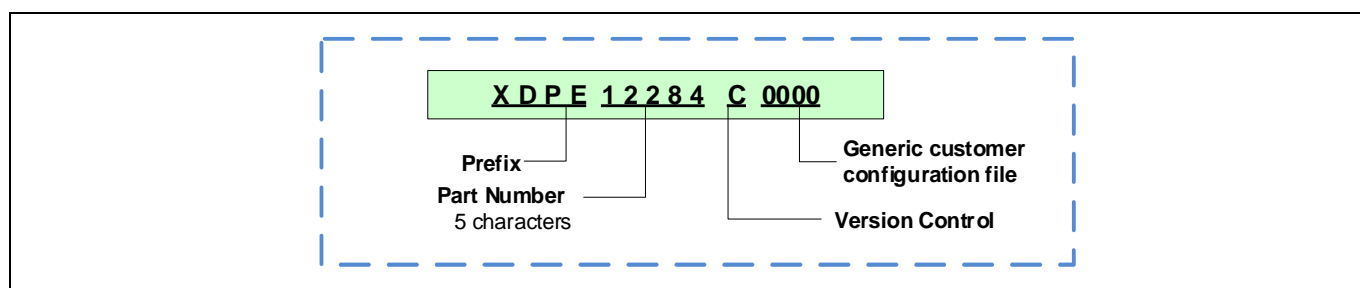 XDPE 12284 C 0000
Prefix
Part Number
5 characters
Generic customer
configuration file
Version Control